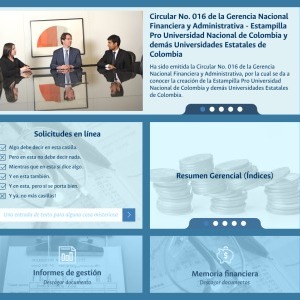 Circular No. 016 de la Gerencia Nacional
Financiera y Administrativa - Estampilla
Pro Universidad Nacional de Colombia y
demás Universidades Estatales de
Colombia
Ha sido emitida la Circular No. 016 de la Gerencia
Nacional Financiera y Administrativa, por la cual se da a
conocer la creación de la Estampilla Pro Universidad
Nacional de Colombia y demás Universidades Estatales
de Colombia.
Solicitudes en línea
Algo debe decir en esta casilla
Pero en esta no debe decir nada.
Mientras que en esta si dice algo.
Y en esta también.
Y en esta, pero si se porta bien.
Y ya, no más casillas!
Una entrada de texto para alguna cosa misteriosa
Resumen Gerencial (Índices)
Informes de gestión
Descargar documento
Memoria financiera
Descargar documentos